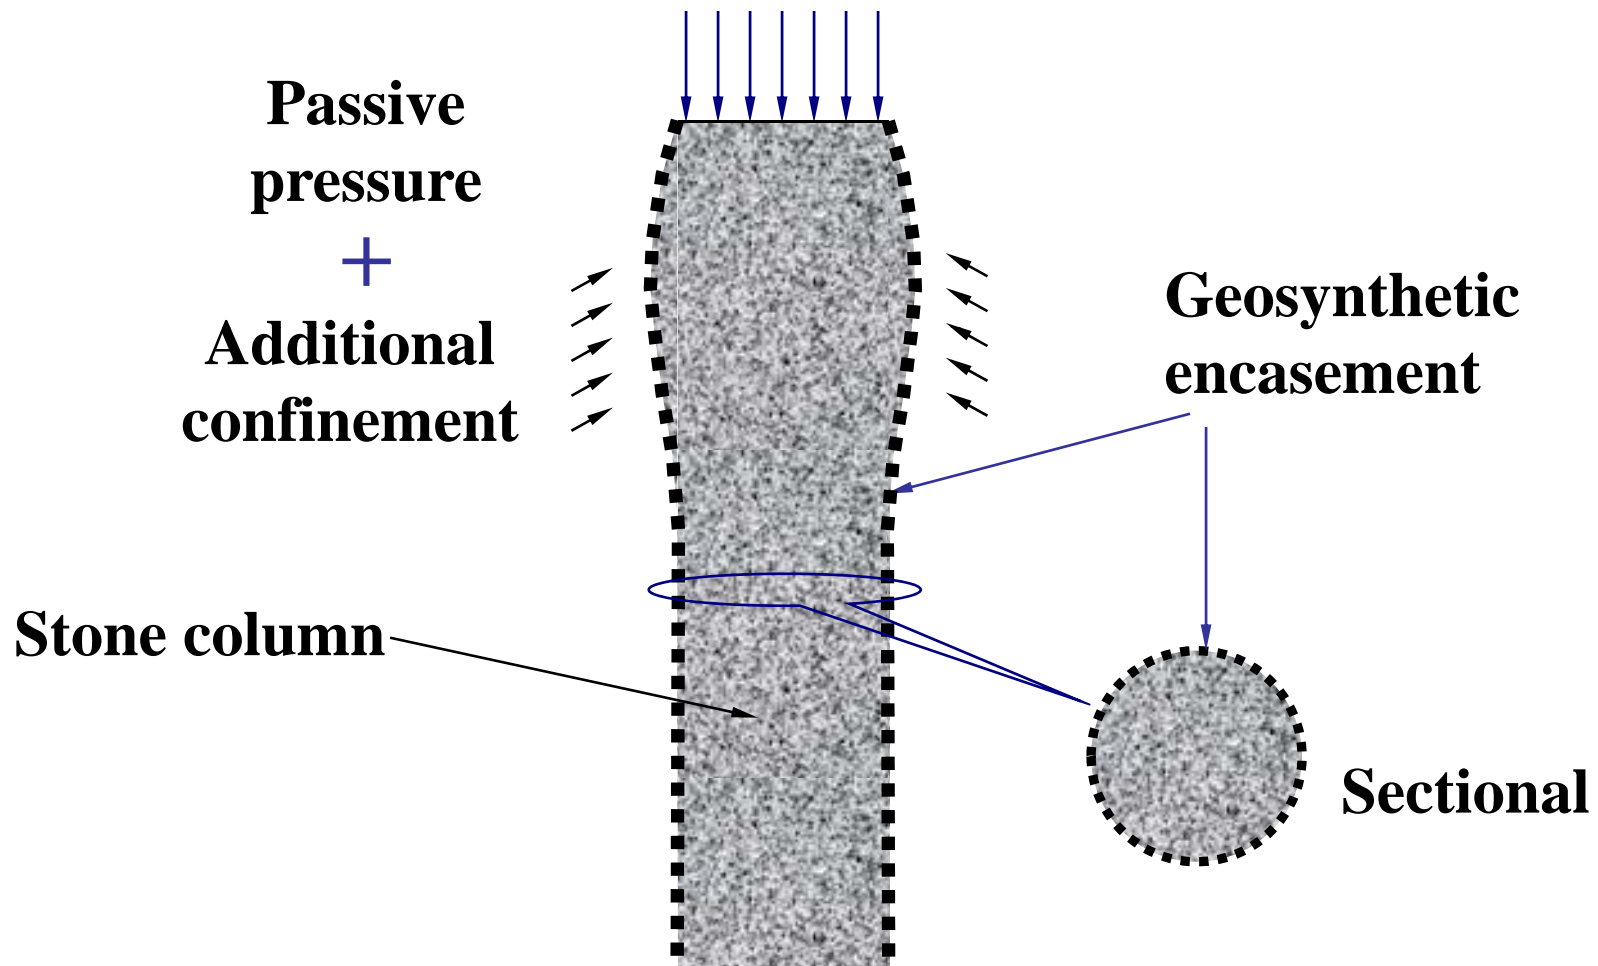 Passive
pressure
+
Additional
confinement
Geosynthetic
encasement
Stone column
Sectional